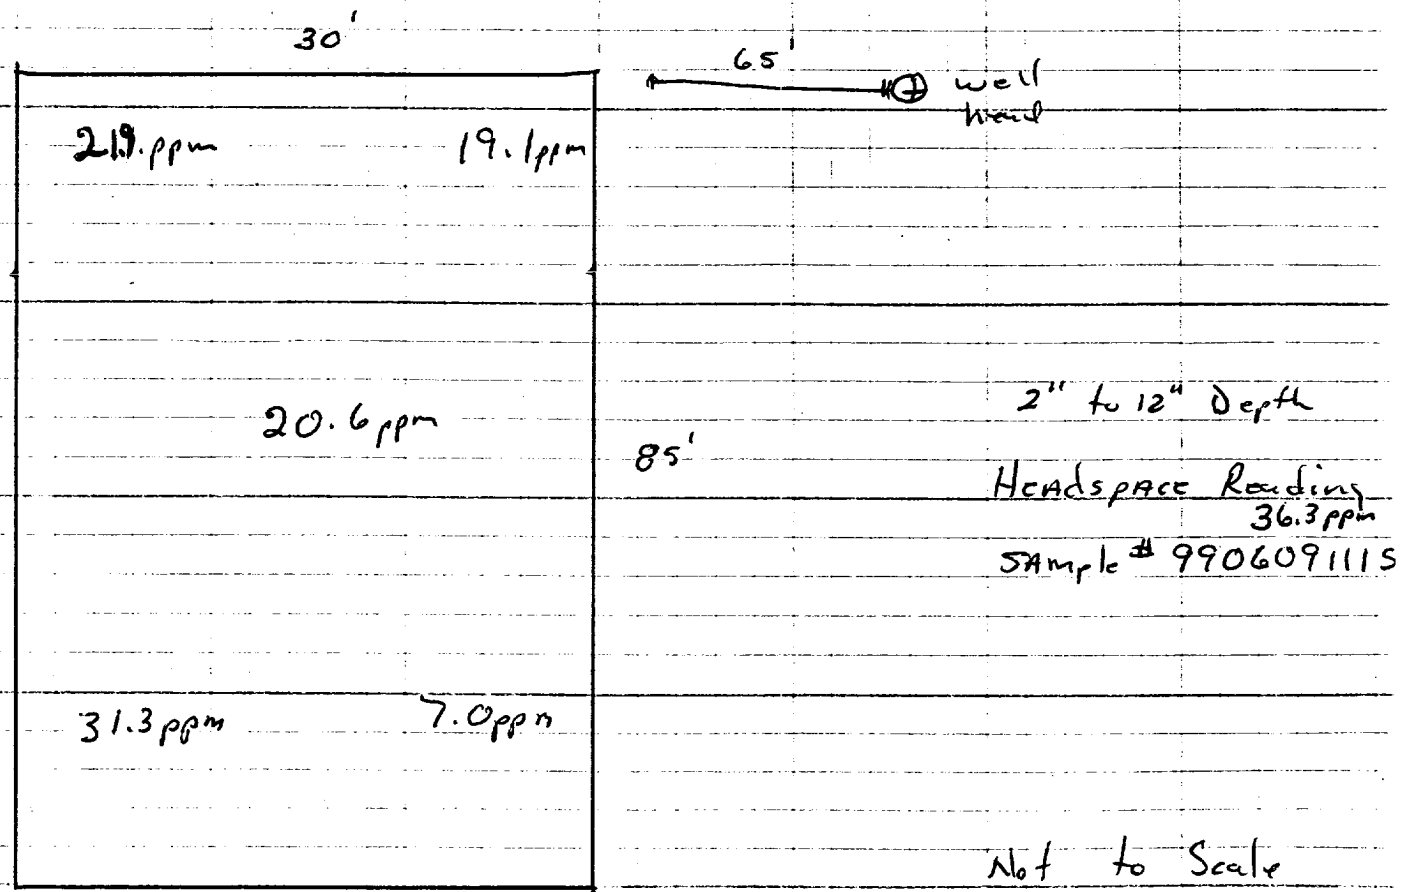 30'
65'
well
head
19.1ppm
20.6ppm
2" to 12" Depth
85'
HEAdspACE Reading
36.3ppm
SAmple # 9906091115
31.3ppm
7.0ppm
Not to Scale